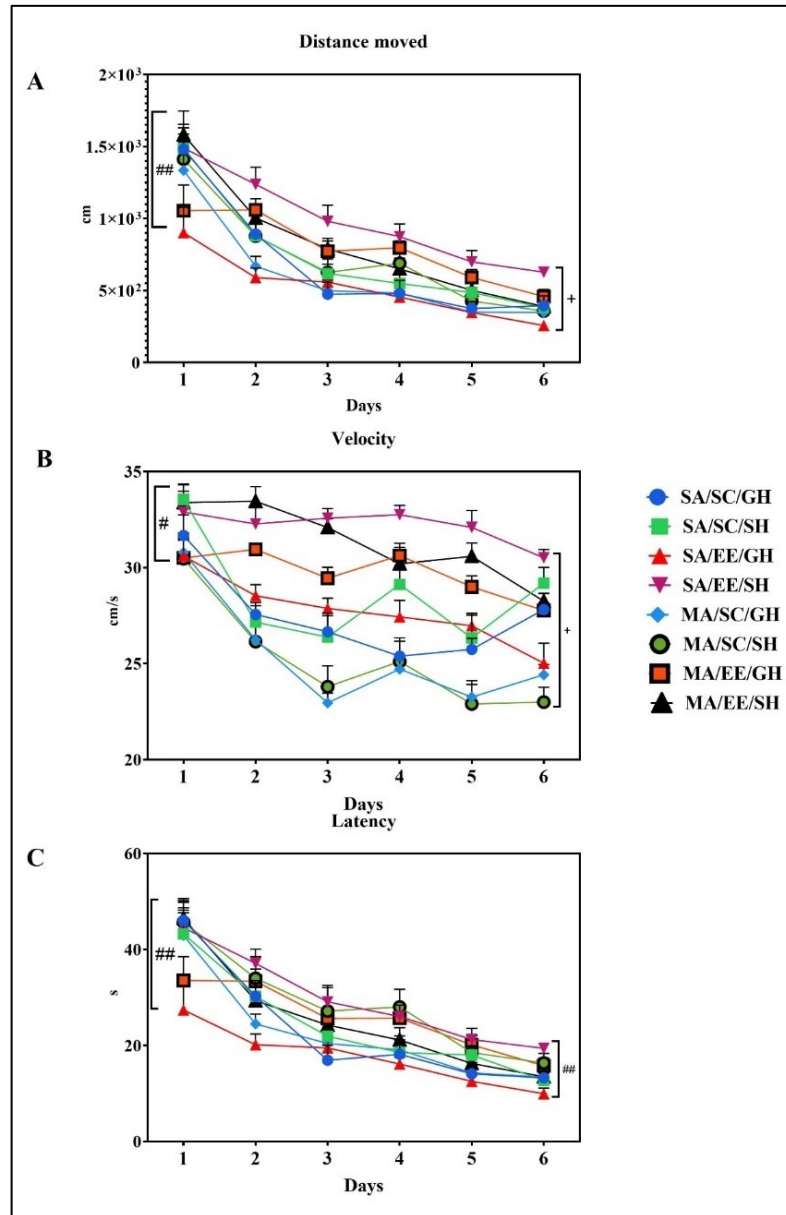 Distance moved
A
2×10³
1.5×10³
1×10³
5×10²
0
cm
##
+
1 2 3 4 5 6
Days
Velocity
B
35
30
25
20
cm/s
#
+
1 2 3 4 5 6
Days
SA/SC/GH
SA/SC/SH
SA/EE/GH
SA/EE/SH
MA/SC/GH
MA/SC/SH
MA/EE/GH
MA/EE/SH
Latency
C
60
40
20
0
s
##
##
1 2 3 4 5 6
Days